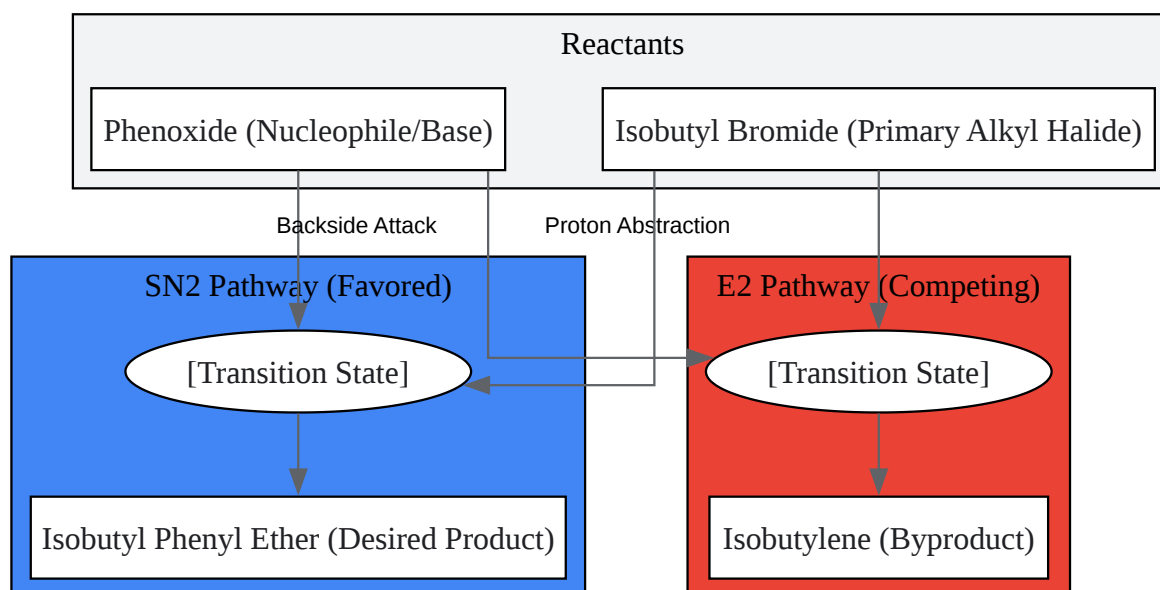 Reactants
Phenoxide (Nucleophile/Base)
Isobutyl Bromide (Primary Alkyl Halide)
Backside Attack
Proton Abstraction
SN2 Pathway (Favored)
E2 Pathway (Competing)
[Transition State]
[Transition State]
Isobutyl Phenyl Ether (Desired Product)
Isobutylene (Byproduct)